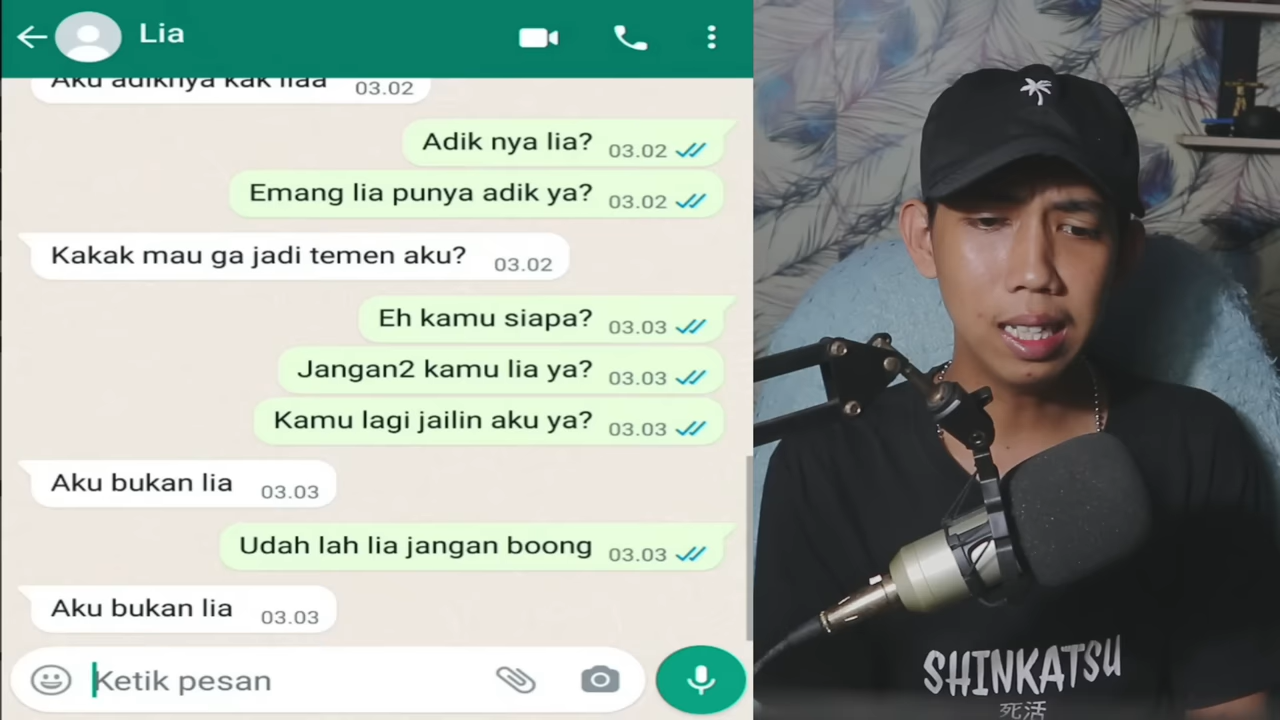 Lia
Aku adiknya kak liaa 03.02
Adik nya lia? 03.02
Emang lia punya adik ya? 03.02
Kakak mau ga jadi temen aku? 03.02
Eh kamu siapa? 03.03
Jangan2 kamu lia ya? 03.03
Kamu lagi jailin aku ya? 03.03
Aku bukan lia 03.03
Udah lah lia jangan boong 03.03
Aku bukan lia 03.03
Ketik pesan
SHINKATSU
死活